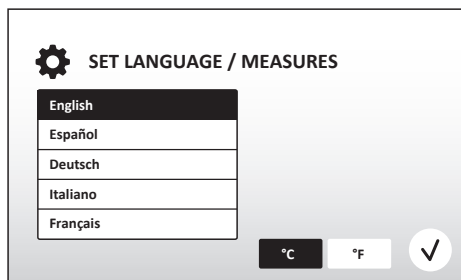 SET LANGUAGE / MEASURES
English
Español
Deutsch
Italiano
Français
°C °F